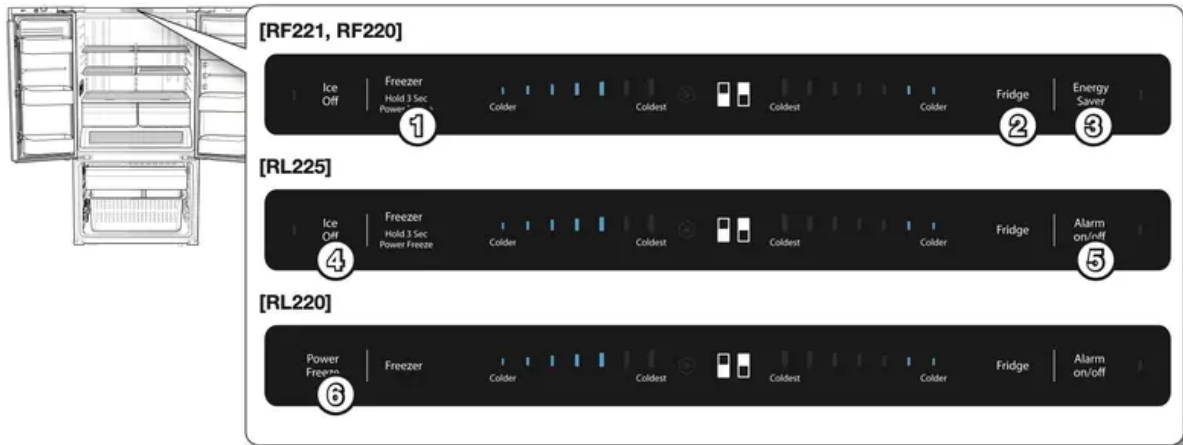 [RF221, RF220]
Ice
Off
Freezer
Hold 3 Sec
Power
①
Colder
Coldest
Coldest
Colder
Fridge
②
Energy
Saver
③
[RL225]
Ice
Off
④
Freezer
Hold 3 Sec
Power Freeze
Colder
Coldest
Coldest
Colder
Fridge
Alarm
on/off
⑤
[RL220]
Power
Freeze
⑥
Freezer
Colder
Coldest
Coldest
Colder
Fridge
Alarm
on/off